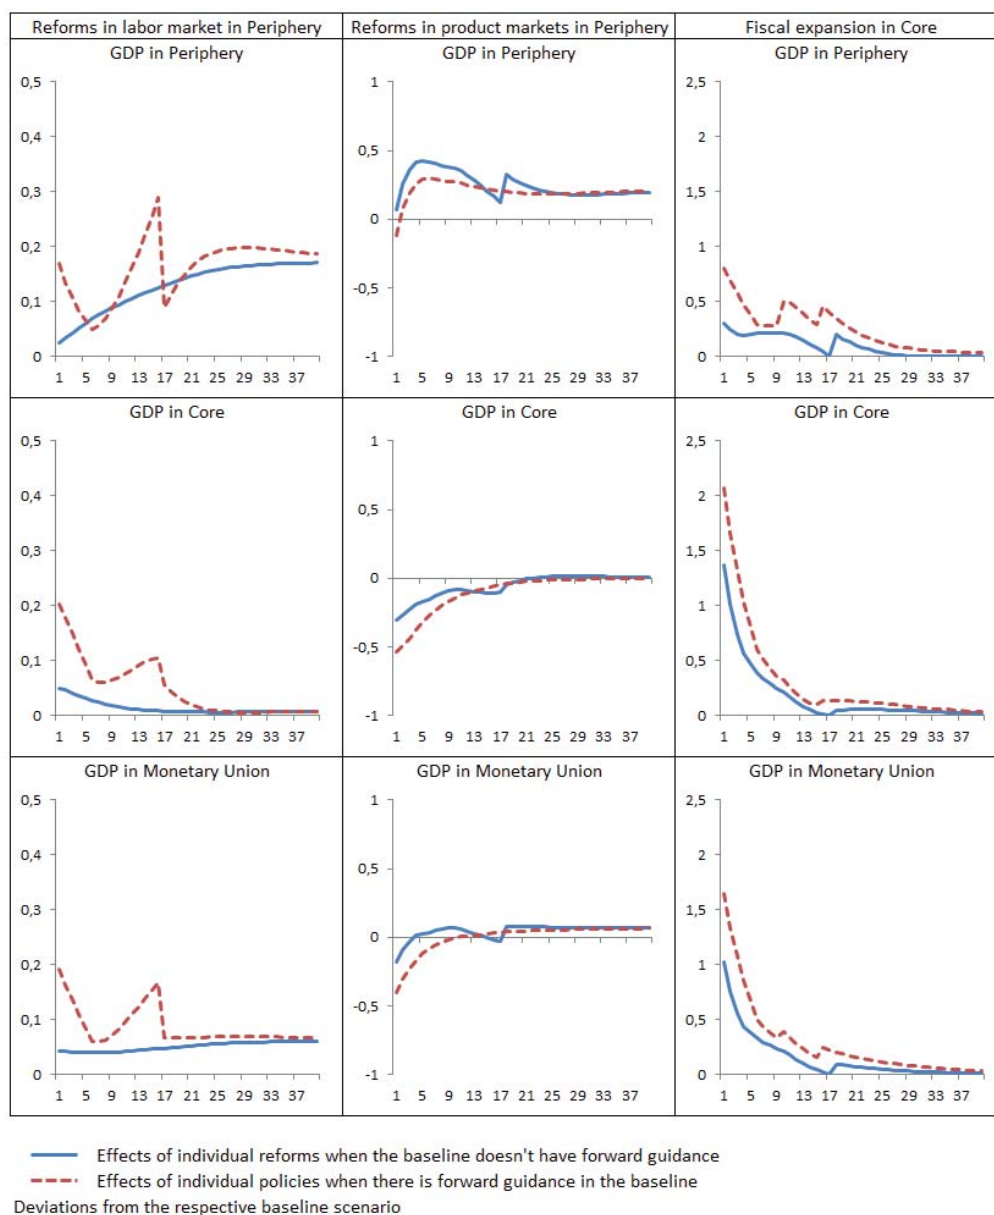 Reforms in labor market in Periphery
Reforms in product markets in Periphery
Fiscal expansion in Core
GDP in Periphery
GDP in Periphery
GDP in Periphery
0,5
0,4
0,3
0,2
0,1
0
1 5 9 13 17 21 25 29 33 37
1
0,5
0
-0,5
-1
1 5 9 13 17 21 25 29 33 37
2,5
2
1,5
1
0,5
0
1 5 9 13 17 21 25 29 33 37
GDP in Core
GDP in Core
GDP in Core
0,5
0,4
0,3
0,2
0,1
0
1 5 9 13 17 21 25 29 33 37
1
0,5
0
-0,5
-1
1 5 9 13 17 21 25 29 33 37
2,5
2
1,5
1
0,5
0
1 5 9 13 17 21 25 29 33 37
GDP in Monetary Union
GDP in Monetary Union
GDP in Monetary Union
0,5
0,4
0,3
0,2
0,1
0
1 5 9 13 17 21 25 29 33 37
1
0,5
0
-0,5
-1
1 5 9 13 17 21 25 29 33 37
2,5
2
1,5
1
0,5
0
1 5 9 13 17 21 25 29 33 37
Effects of individual reforms when the baseline doesn't have forward guidance
Effects of individual policies when there is forward guidance in the baseline
Deviations from the respective baseline scenario